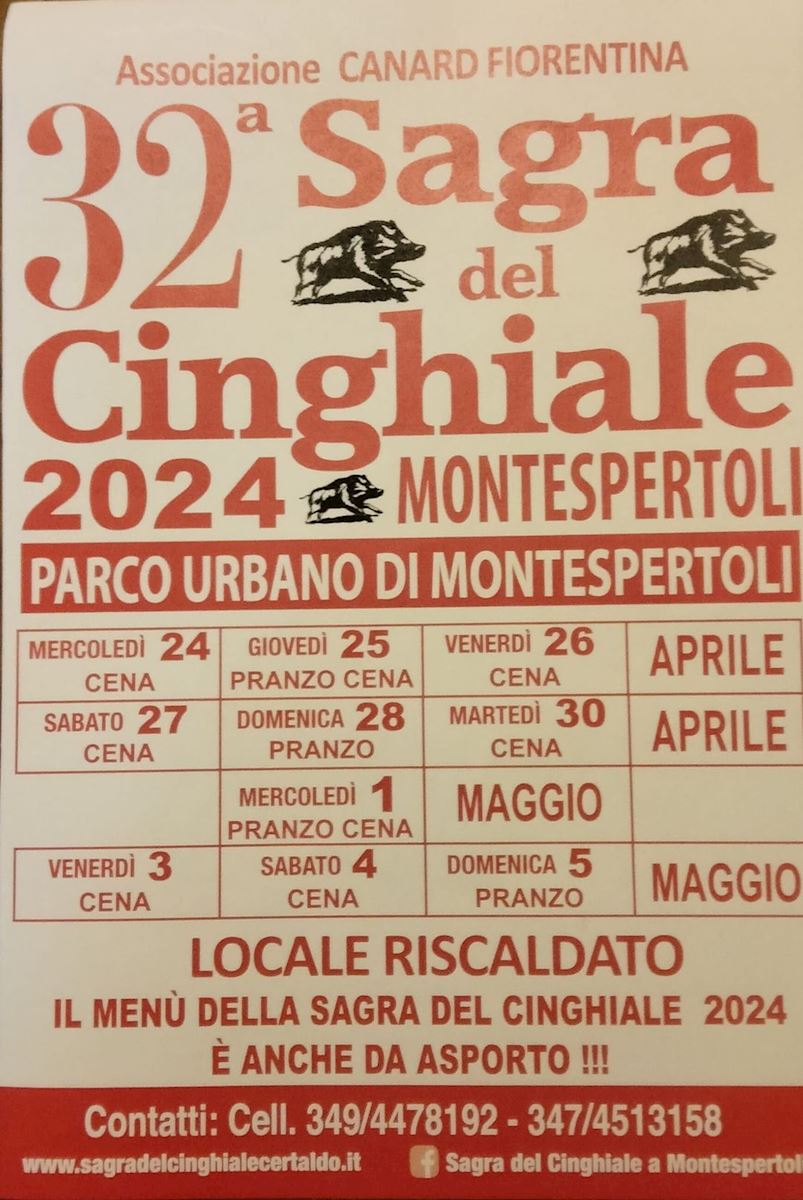 Associazione CANARD FIORENTINA
32a Sagra
del
Cinghiale
2024 MONTESPERTOLI
PARCO URBANO DI MONTESPERTOLI
MERCOLEDÌ 24 GIOVEDÌ 25 VENERDÌ 26 APRILE
CENA PRANZO CENA CENA
SABATO 27 DOMENICA 28 MARTEDÌ 30 APRILE
CENA PRANZO CENA
MERCOLEDÌ 1 MAGGIO
PRANZO CENA
VENERDÌ 3 SABATO 4 DOMENICA 5 MAGGIO
CENA CENA PRANZO
LOCALE RISCALDATO
IL MENÙ DELLA SAGRA DEL CINGHIALE 2024
È ANCHE DA ASPORTO !!!
Contatti: Cell. 349/4478192 - 347/4513158
www.sagradelcinghialecertaldo.it f Sagra del Cinghiale a Montespertoli